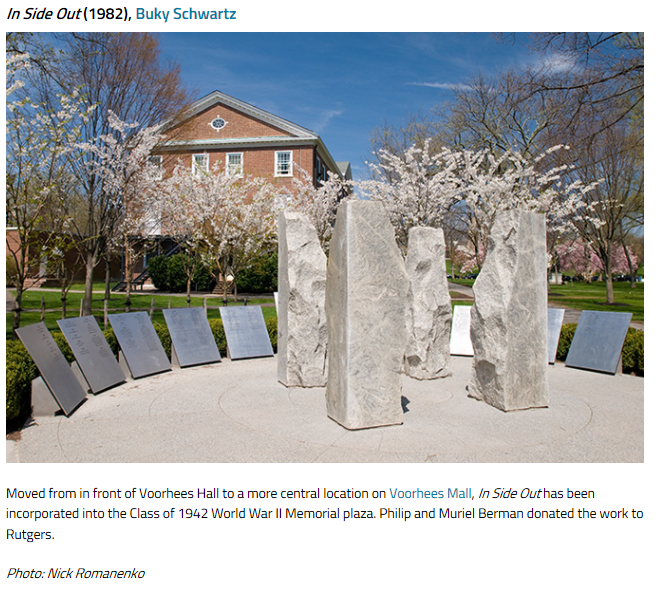 In Side Out (1982), Buky Schwartz
Moved from in front of Voorhees Hall to a more central location on Voorhees Mall, In Side Out has been
incorporated into the Class of 1942 World War II Memorial plaza. Philip and Muriel Berman donated the work to
Rutgers.
Photo: Nick Romanenko